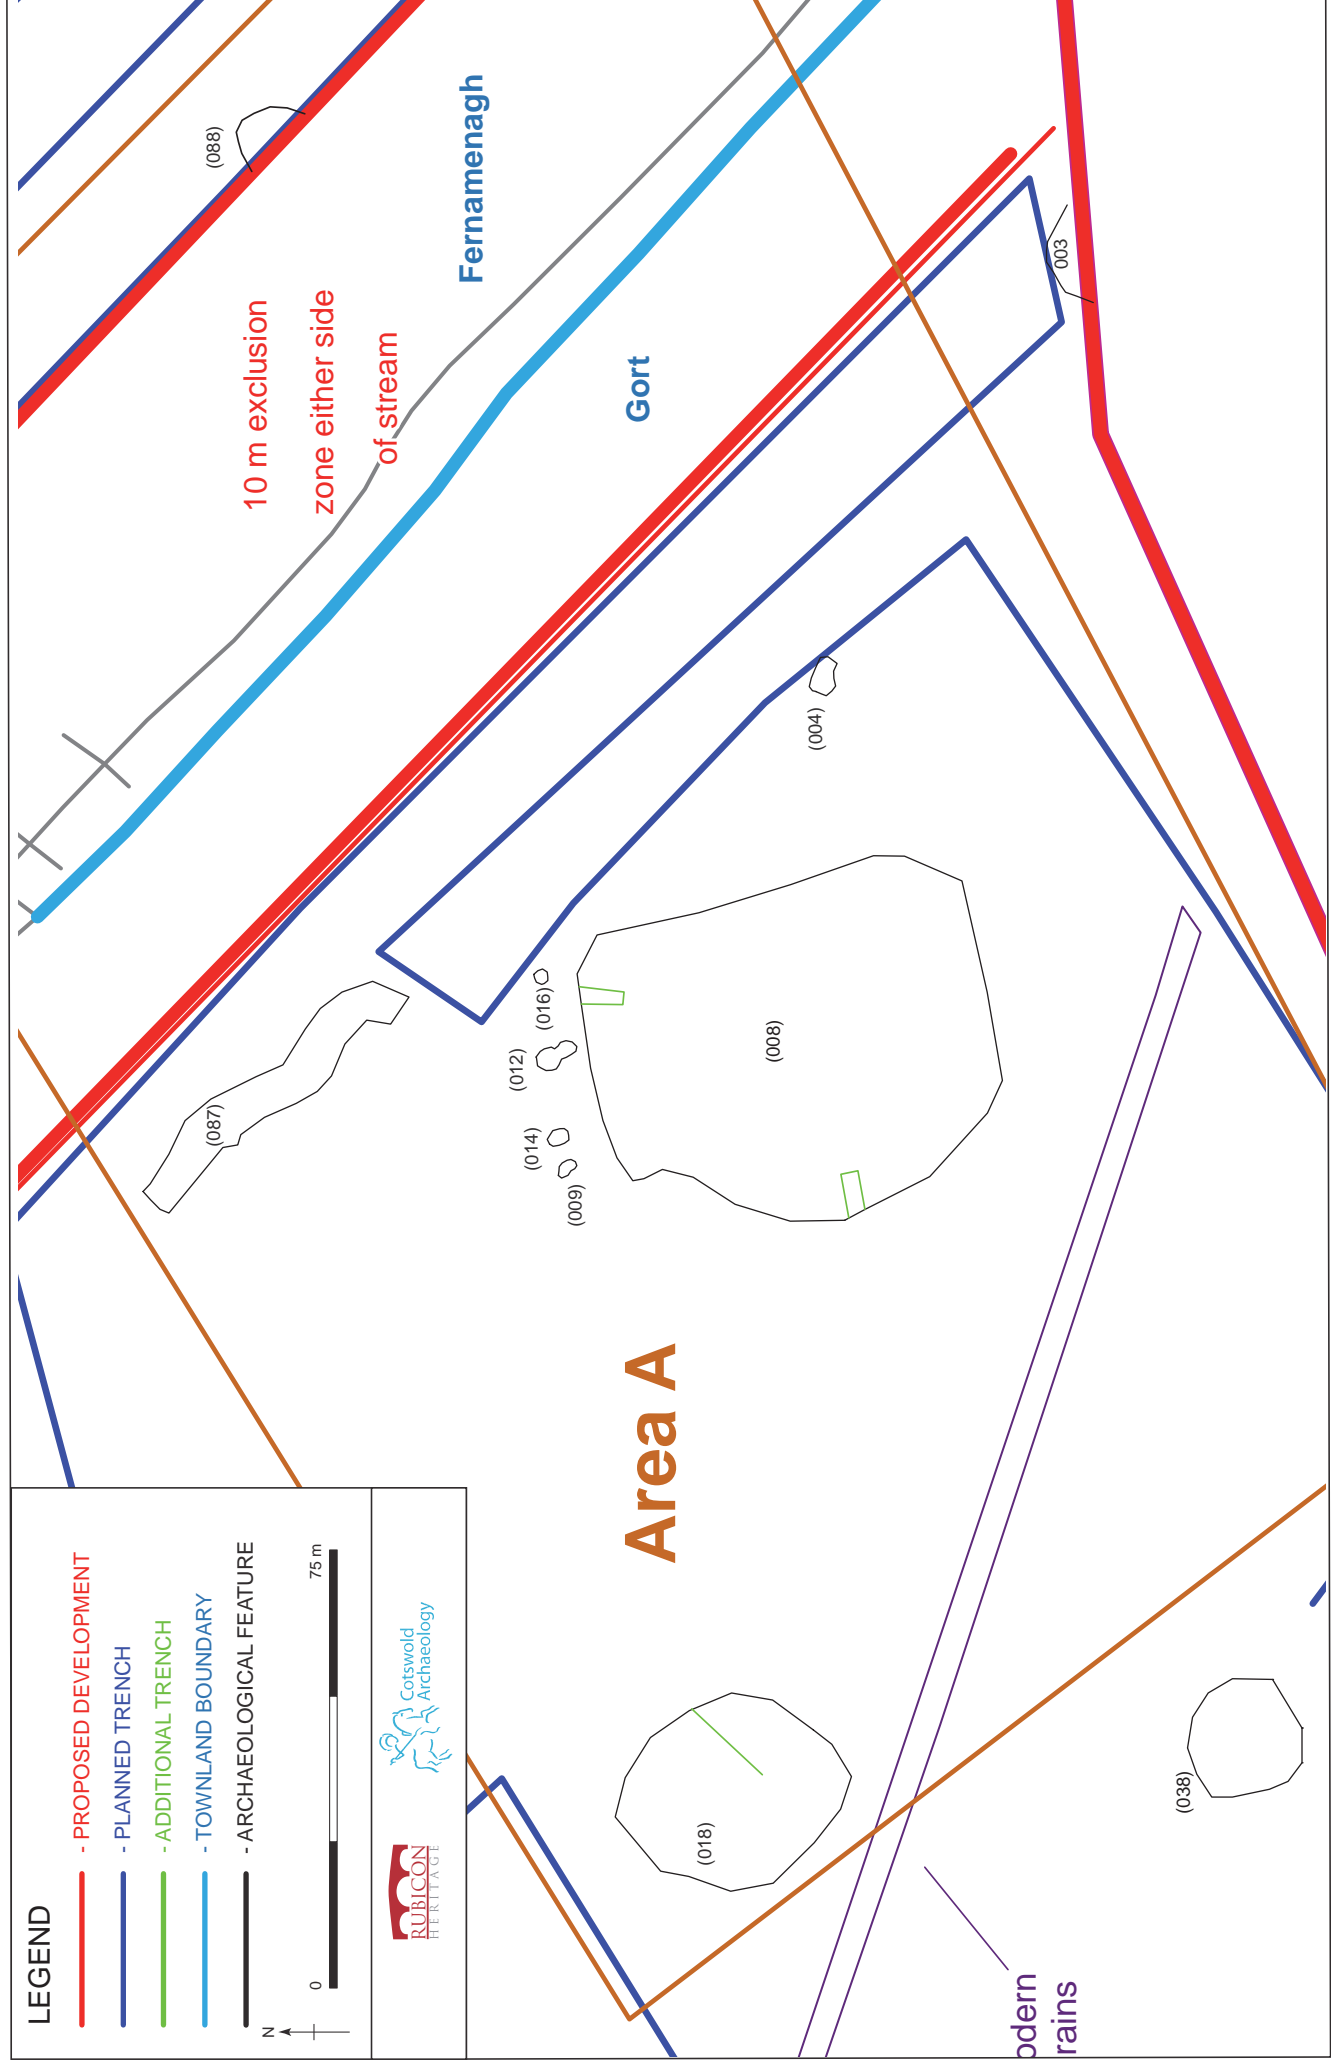 LEGEND
- PROPOSED DEVELOPMENT
- PLANNED TRENCH
- ADDITIONAL TRENCH
- TOWNLAND BOUNDARY
- ARCHAEOLOGICAL FEATURE
N
0
75 m
RUBICON
HERITAGE
Cotswold
Archaeology
(088)
10 m exclusion
zone either side
of stream
Fernamenagh
Gort
003
(004)
(087)
(016)
(012)
(014)
(009)
(008)
Area A
(018)
(038)
odern
rains